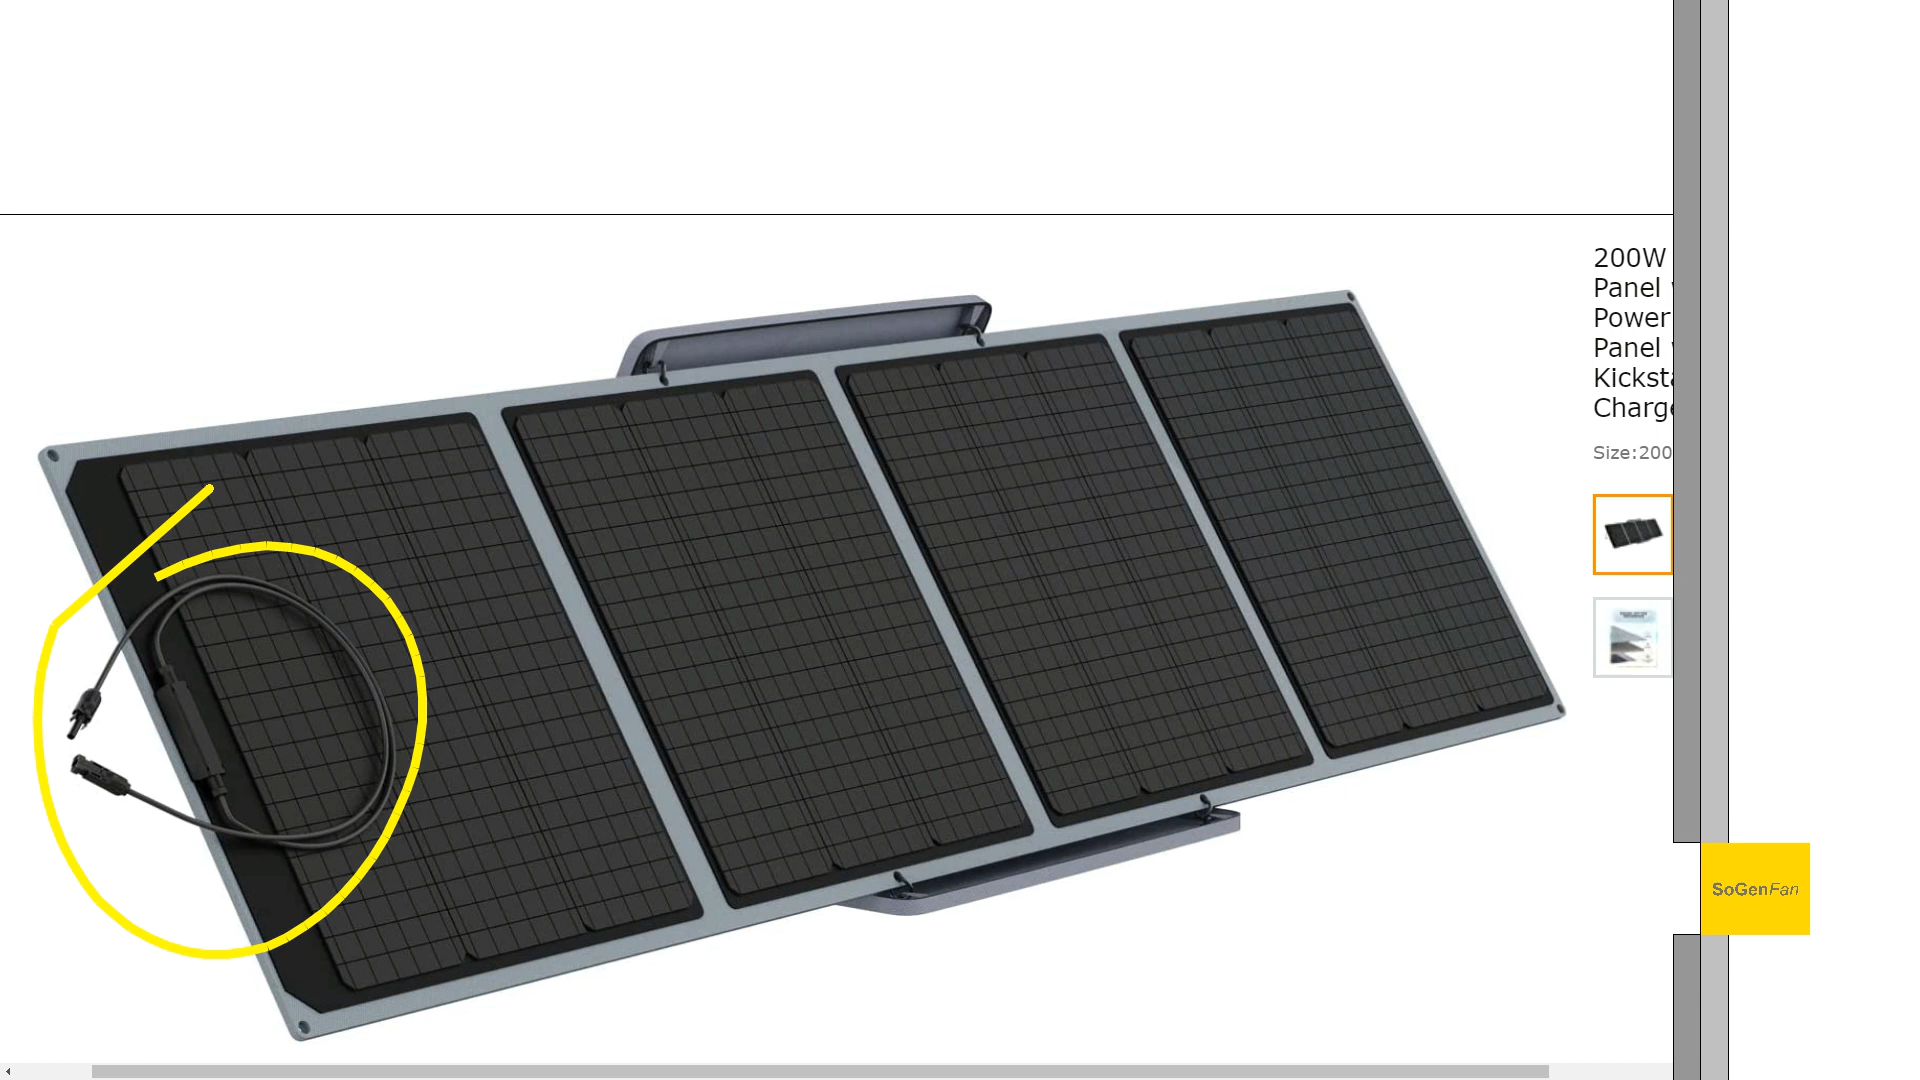 200W
Panel
Power
Panel
Kicksta
Charge
Size:200
SoGenFan